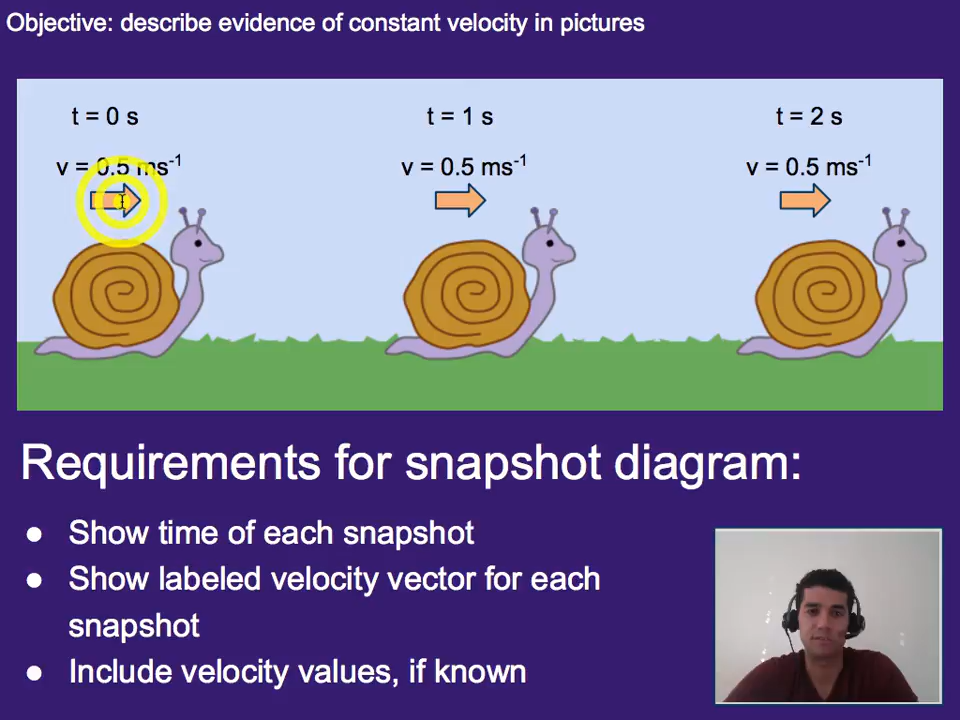 Objective: describe evidence of constant velocity in pictures
t = 0 s t = 1 s t = 2 s
v = 0.5 ms⁻¹ v = 0.5 ms⁻¹ v = 0.5 ms⁻¹
Requirements for snapshot diagram:
● Show time of each snapshot
● Show labeled velocity vector for each
snapshot
● Include velocity values, if known